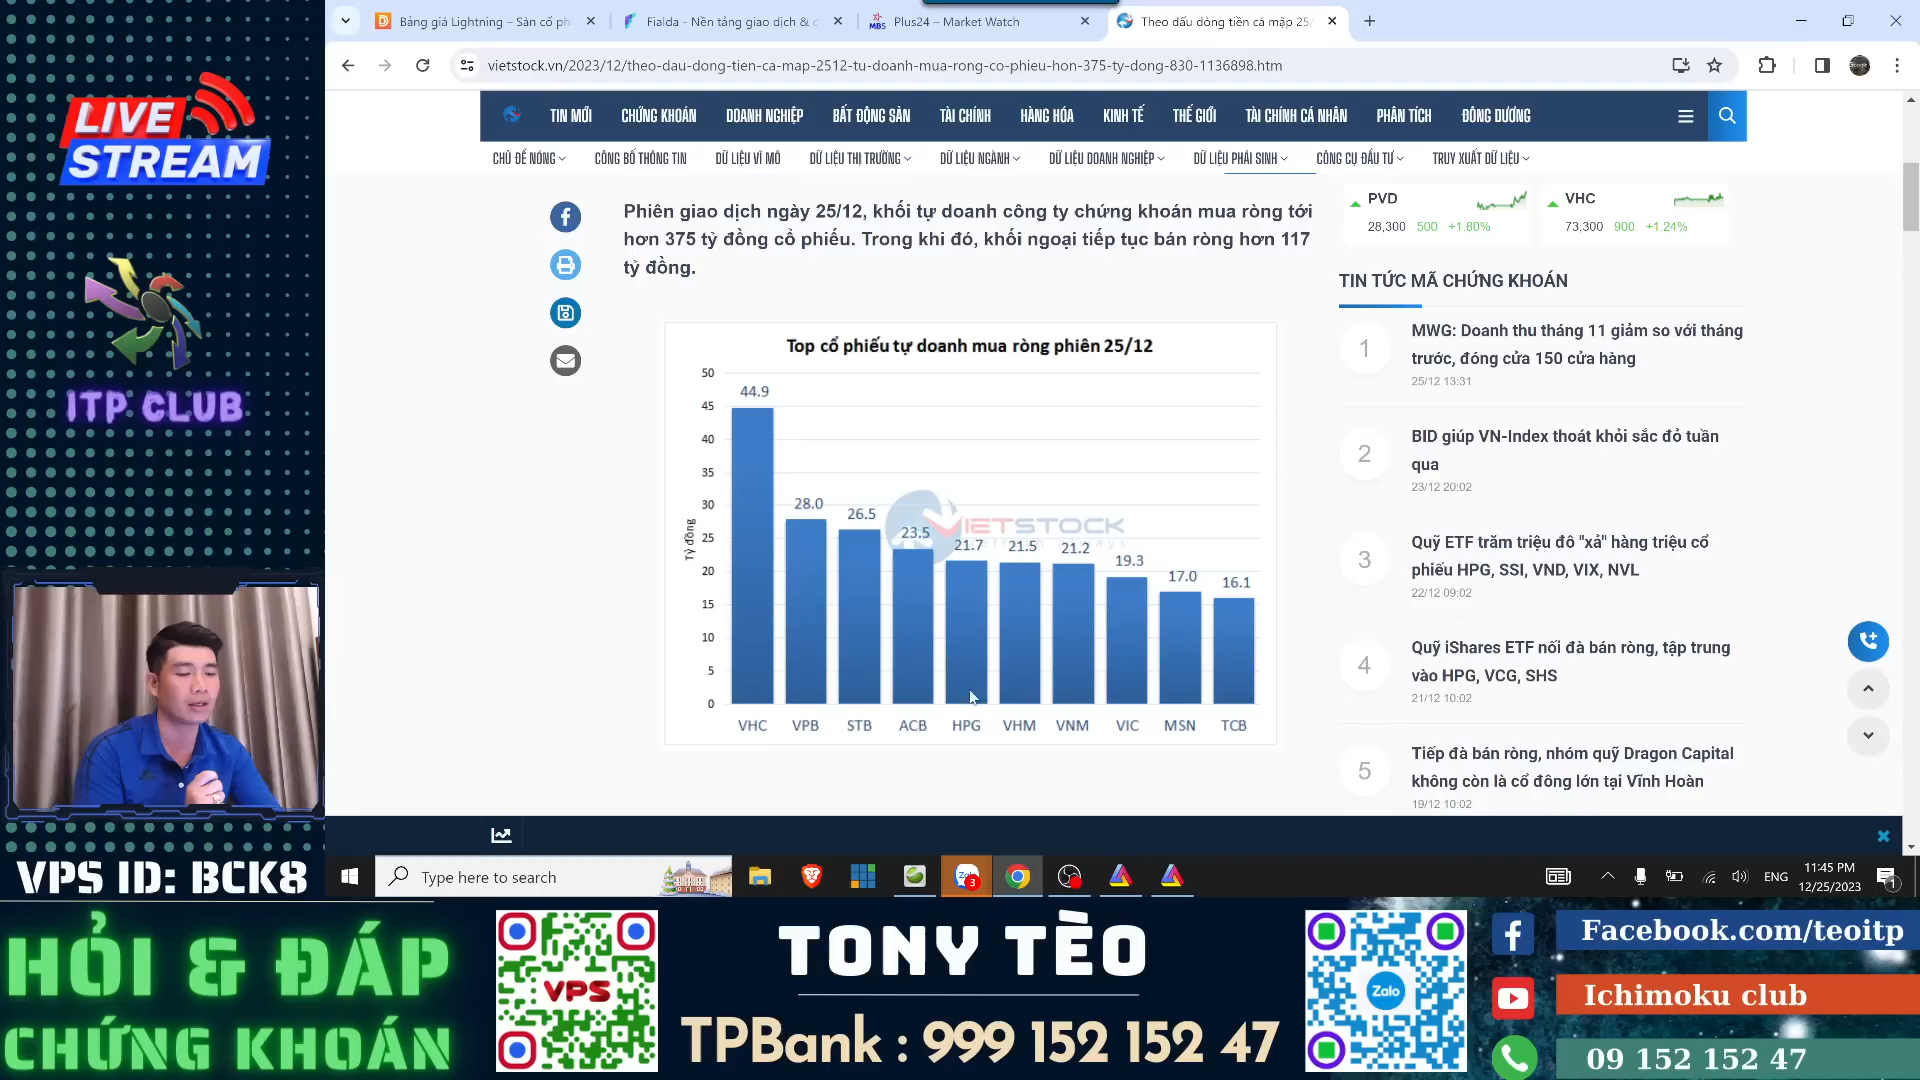 LIVE
STREAM
ITP CLUB
VPS ID: BCK8
Bảng giá Lightning – Sàn cổ ph
Fialda - Nền tảng giao dịch & c
MBS
Plus24 – Market Watch
Theo dấu dòng tiền cá mập 25/
vietstock.vn/2023/12/theo-dau-dong-tien-ca-map-2512-tu-doanh-mua-rong-co-phieu-hon-375-ty-dong-830-1136898.htm
TIN MỚI CHỨNG KHOÁN DOANH NGHIỆP BẤT ĐỘNG SẢN TÀI CHÍNH HÀNG HÓA KINH TẾ THẾ GIỚI TÀI CHÍNH CÁ NHÂN PHÂN TÍCH ĐÔNG DƯƠNG
CHỦ ĐỀ NÓNG CÔNG BỐ THÔNG TIN DỮ LIỆU VĨ MÔ DỮ LIỆU THỊ TRƯỜNG DỮ LIỆU NGÀNH DỮ LIỆU DOANH NGHIỆP DỮ LIỆU PHÁI SINH CÔNG CỤ ĐẦU TƯ TRUY XUẤT DỮ LIỆU
Phiên giao dịch ngày 25/12, khối tự doanh công ty chứng khoán mua ròng tới
hơn 375 tỷ đồng cổ phiếu. Trong khi đó, khối ngoại tiếp tục bán ròng hơn 117
tỷ đồng.
PVD
28,300 500 +1.80%
VHC
73,300 900 +1.24%
Top cổ phiếu tự doanh mua ròng phiên 25/12
Tỷ đồng
50
45
40
35
30
25
20
15
10
5
0
44.9
28.0
26.5
23.5
21.7
21.5
21.2
19.3
17.0
16.1
VIETSTOCK
VHC VPB STB ACB HPG VHM VNM VIC MSN TCB
TIN TỨC MÃ CHỨNG KHOÁN
1
MWG: Doanh thu tháng 11 giảm so với tháng
trước, đóng cửa 150 cửa hàng
25/12 13:31
2
BID giúp VN-Index thoát khỏi sắc đỏ tuần
qua
23/12 20:02
3
Quỹ ETF trăm triệu đô "xả" hàng triệu cổ
phiếu HPG, SSI, VND, VIX, NVL
22/12 09:02
4
Quỹ iShares ETF nối đà bán ròng, tập trung
vào HPG, VCG, SHS
21/12 10:02
5
Tiếp đà bán ròng, nhóm quỹ Dragon Capital
không còn là cổ đông lớn tại Vĩnh Hoàn
19/12 10:02
Type here to search
3
ENG
11:45 PM
12/25/2023
1
HỎI & ĐÁP
CHỨNG KHOÁN
VPS
TONY TÈO
TPBank : 999 152 152 47
Zalo
Facebook.com/teoitp
Ichimoku club
09 152 152 47